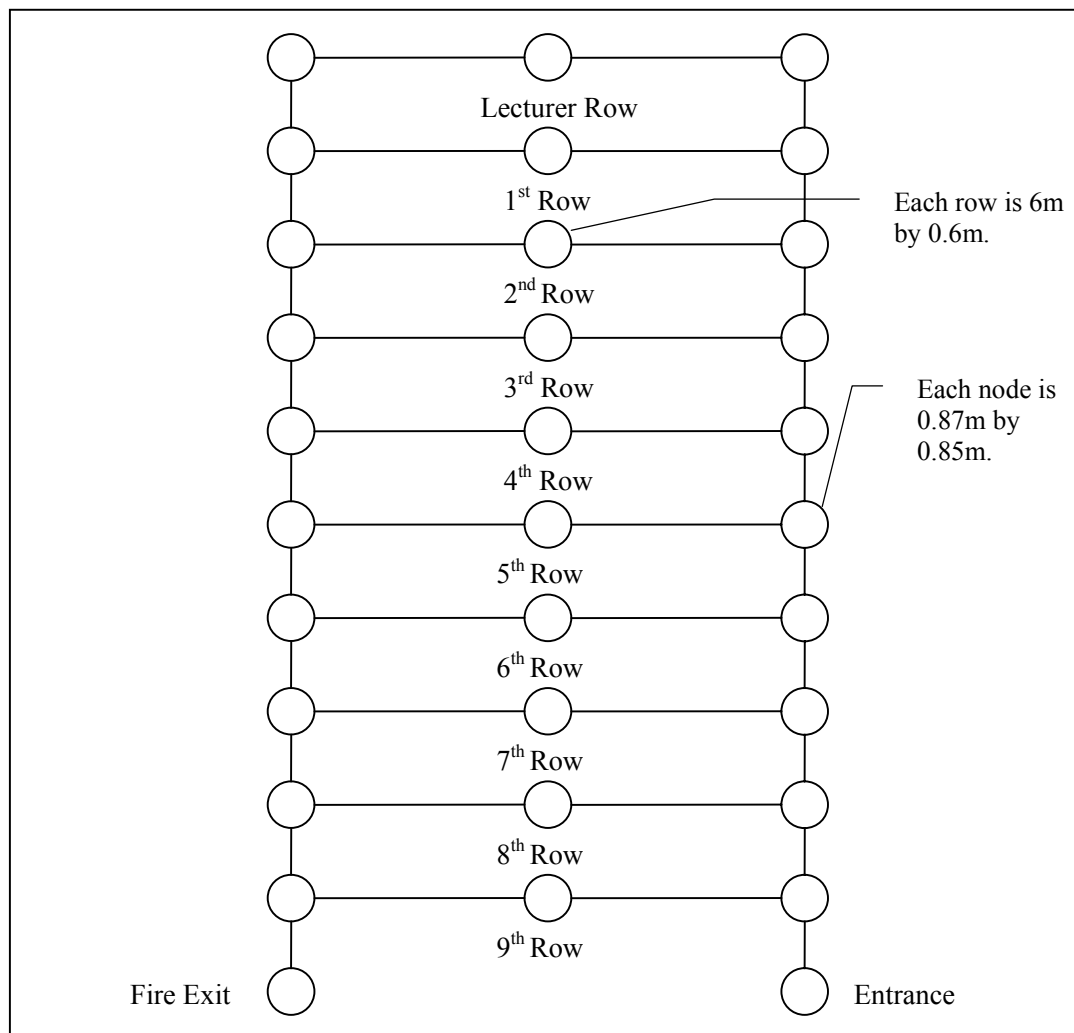 Lecturer Row
1st Row
Each row is 6m
by 0.6m.
2nd Row
3rd Row
Each node is
0.87m by
0.85m.
4th Row
5th Row
6th Row
7th Row
8th Row
9th Row
Fire Exit
Entrance